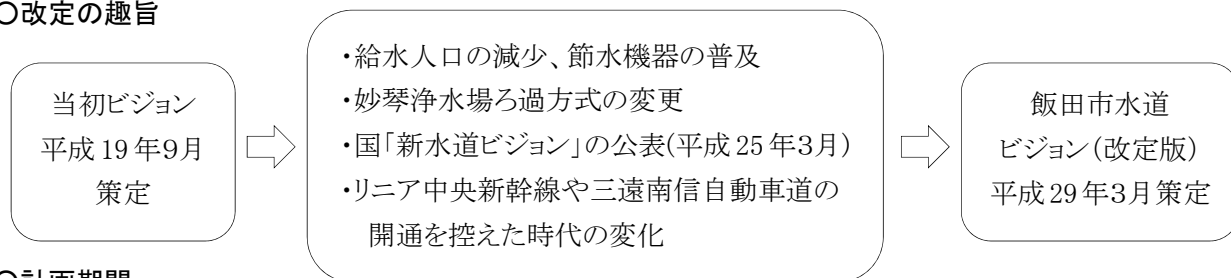 〇改定の趣旨
当初ビジョン
平成19年9月
策定
・給水人口の減少、節水機器の普及
・妙琴浄水場ろ過方式の変更
・国「新水道ビジョン」の公表(平成25年3月)
・リニア中央新幹線や三遠南信自動車道の
開通を控えた時代の変化
飯田市水道
ビジョン(改定版)
平成29年3月策定
〇計画期間